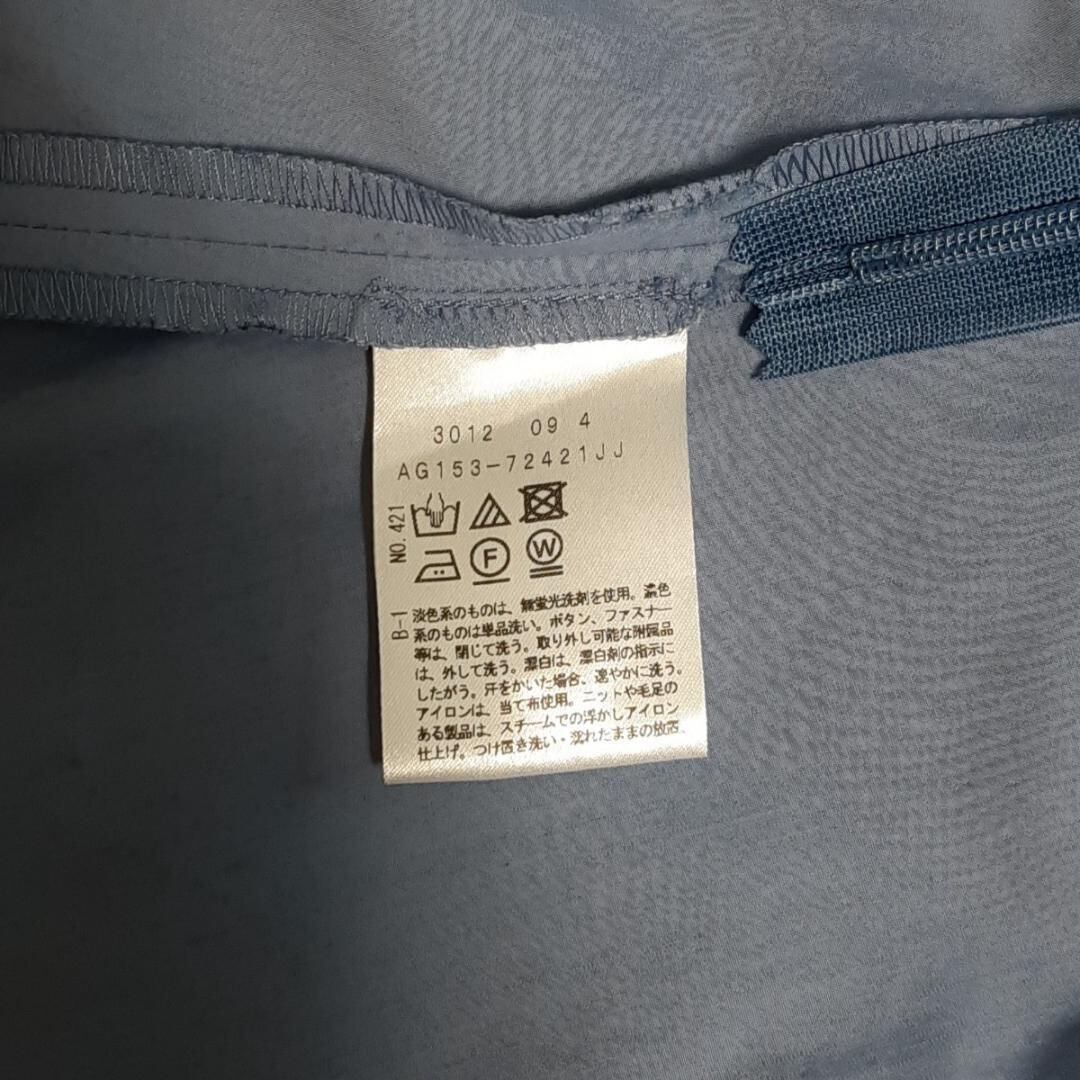 3012 09 4
AG153-72421JJ
NO.421
F
W
B-1
淡色系のものは、無蛍光洗剤を使用。濃色
系のものは単品洗い。ボタン、ファスナー
等は、閉じて洗う。取り外し可能な附属品
は、外して洗う。漂白は、漂白剤の指示に
したがう。汗をかいた場合、速やかに洗う。
アイロンは、当て布使用。ニットや毛足の
ある製品は、スチームでの浮かしアイロン
仕上げ。つけ置き洗い・濡れたままの放置